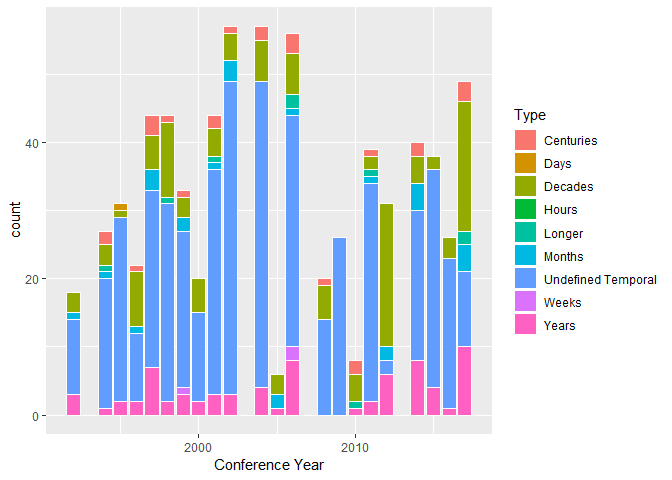 count
40
20
0
2000
2010
Conference Year
Type
Centuries
Days
Decades
Hours
Longer
Months
Undefined Temporal
Weeks
Years